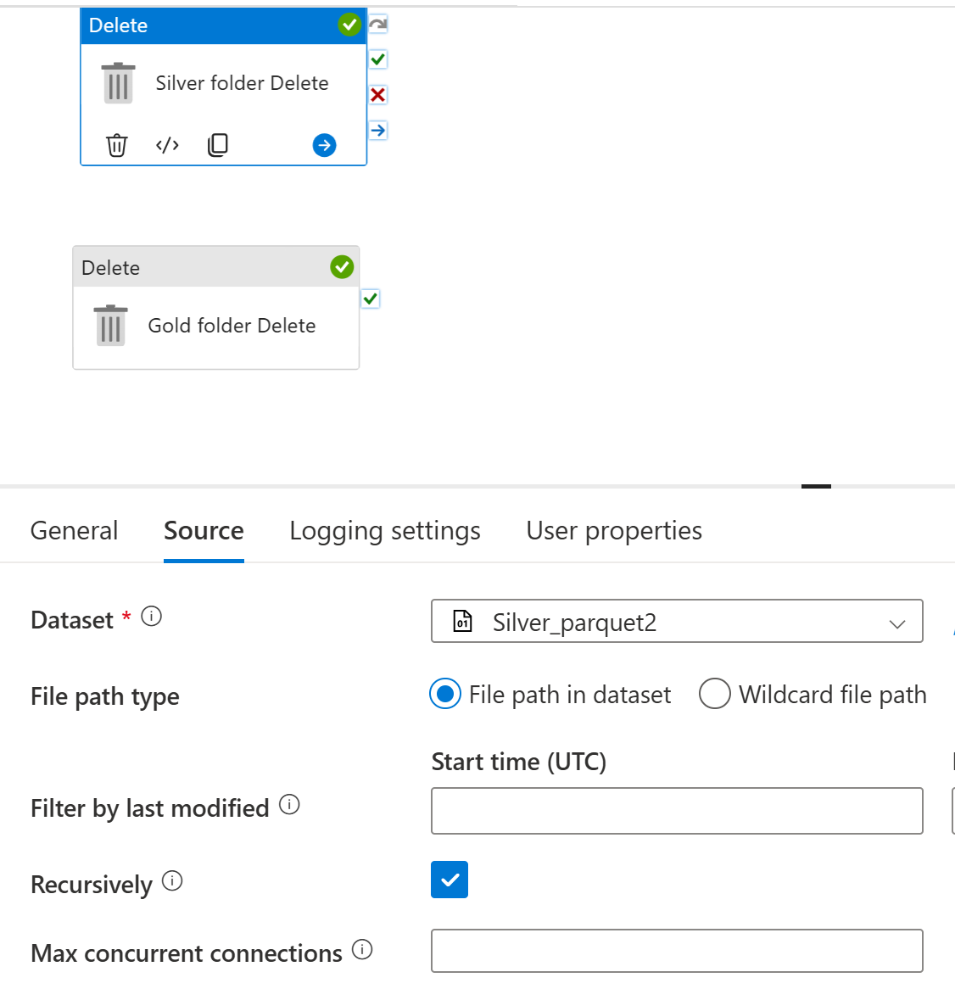 Delete
Silver folder Delete
Delete
Gold folder Delete
General Source Logging settings User properties
Dataset * Silver_parquet2
File path type File path in dataset Wildcard file path
Start time (UTC)
Filter by last modified
Recursively
Max concurrent connections